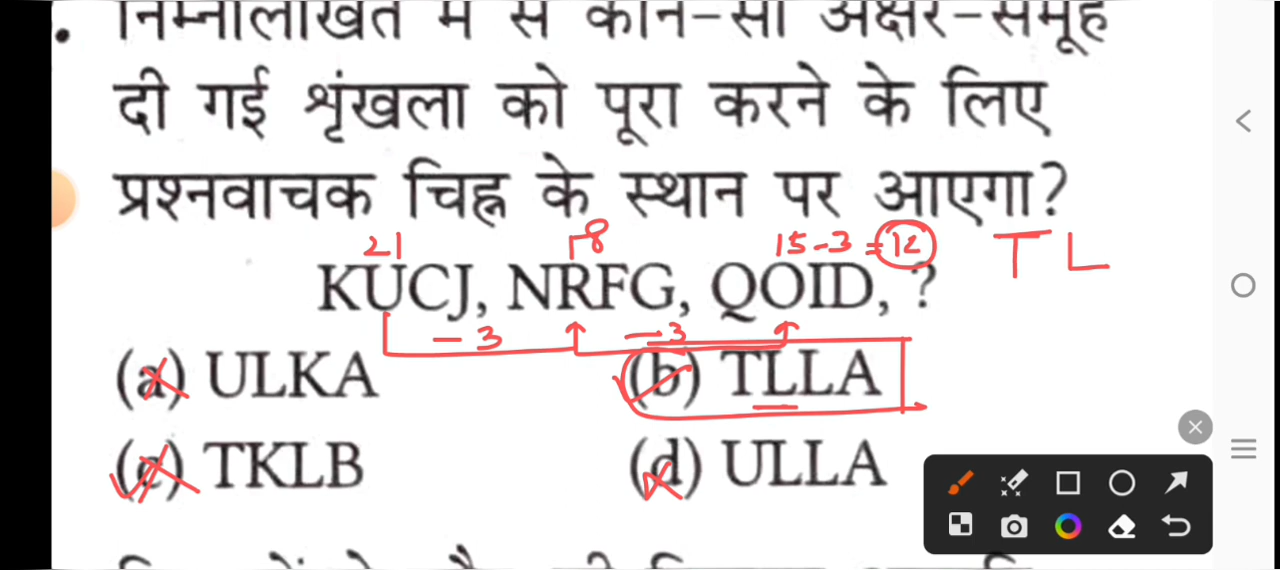 . निम्नलिखित में से कौन-सा अक्षर-समूह
दी गई शृंखला को पूरा करने के लिए
प्रश्नवाचक चिह्न के स्थान पर आएगा?
21 18 15-3=12 TL
KUCJ, NRFG, QOID, ?
-3 -3
(a) ULKA (b) TLLA
(c) TKLB (d) ULLA